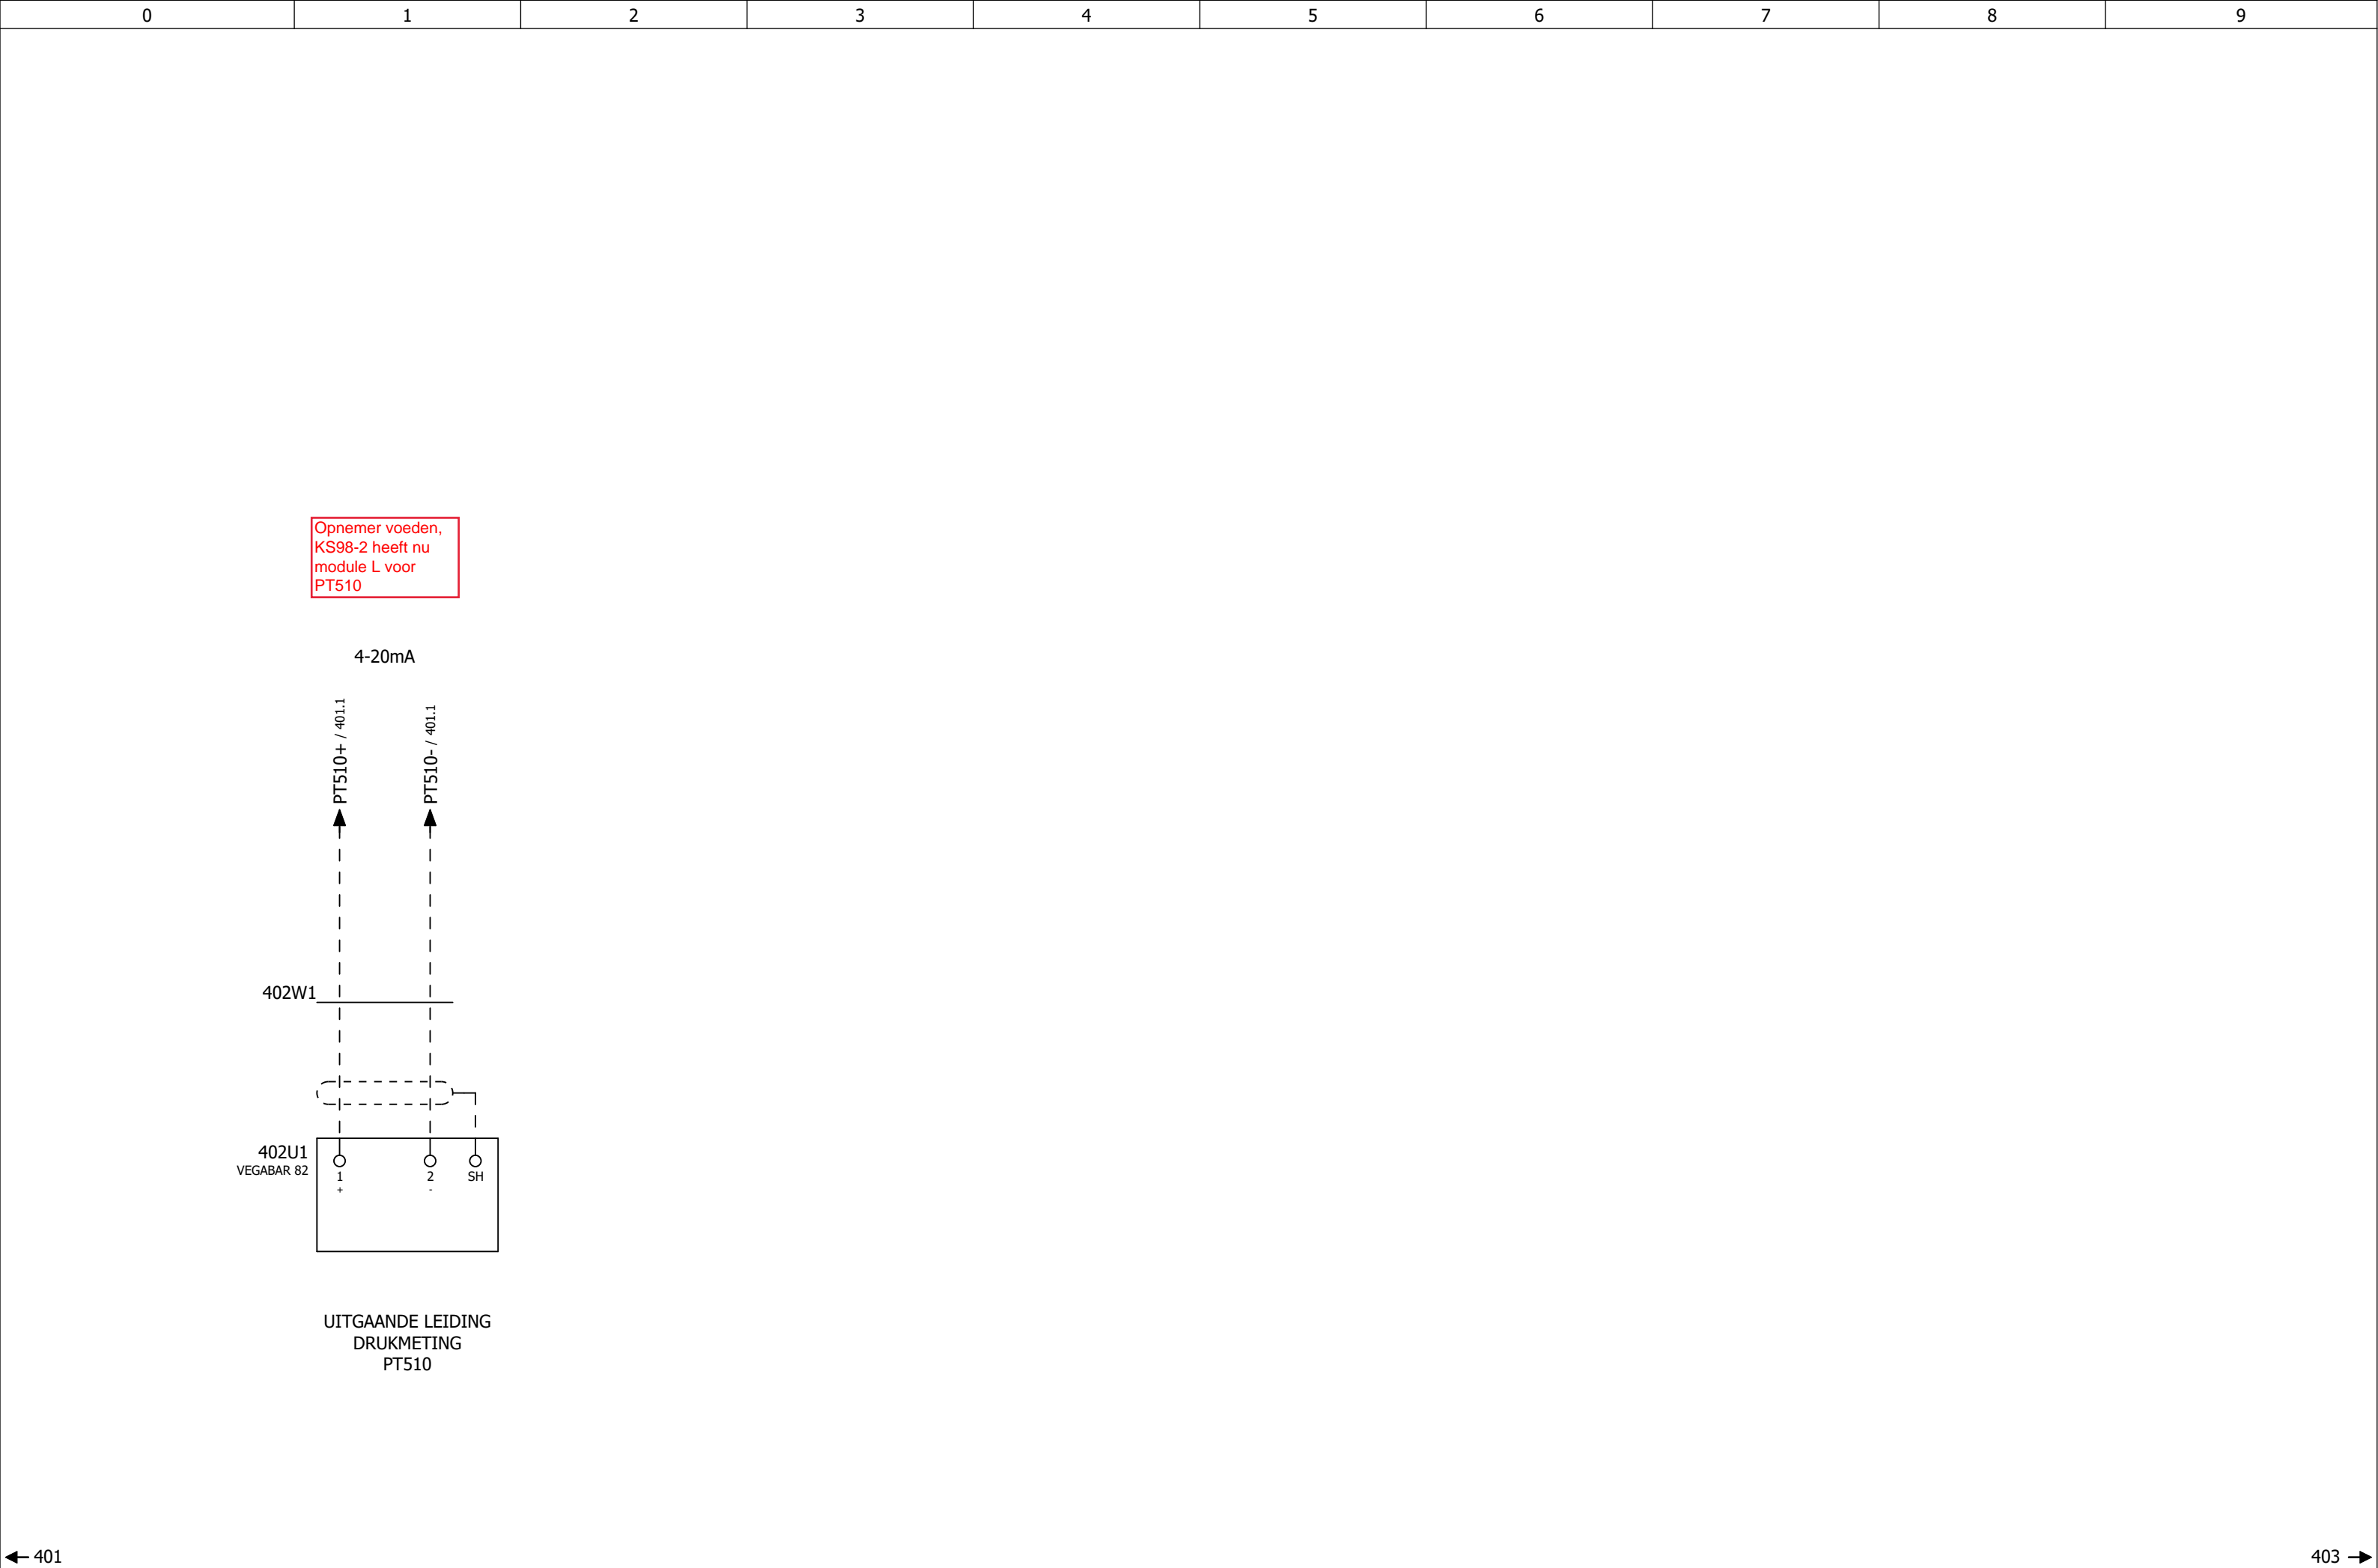 0 1 2 3 4 5 6 7 8 9
Opnemer voeden,
KS98-2 heeft nu
module L voor
PT510
4-20mA
PT510+ / 401.1
PT510- / 401.1
402W1
402U1
VEGABAR 82
1 2 SH
+ -
UITGAANDE LEIDING
DRUKMETING
PT510
401
403